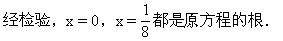 经检验，x = 0，x = 1/8 都是原方程的根.